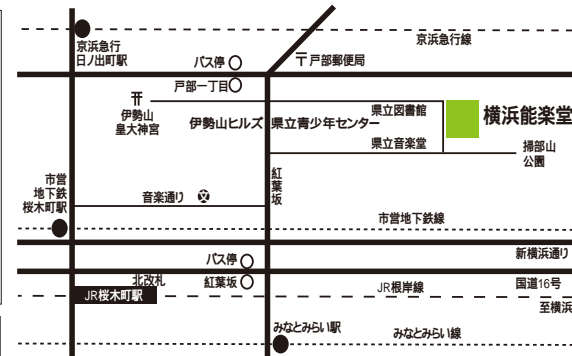 京浜急行線
京浜急行
日ノ出町駅
バス停
〒戸部郵便局
戸部一丁目
県立図書館
横浜能楽堂
伊勢山
皇大神宮
伊勢山ヒルズ
県立青少年センター
県立音楽堂
掃部山
公園
市営
地下鉄
桜木町駅
音楽通り
紅葉坂
市営地下鉄線
バス停
新横浜通り
北改札
紅葉坂
JR根岸線
国道16号
JR桜木町駅
至横浜
みなとみらい駅
みなとみらい線